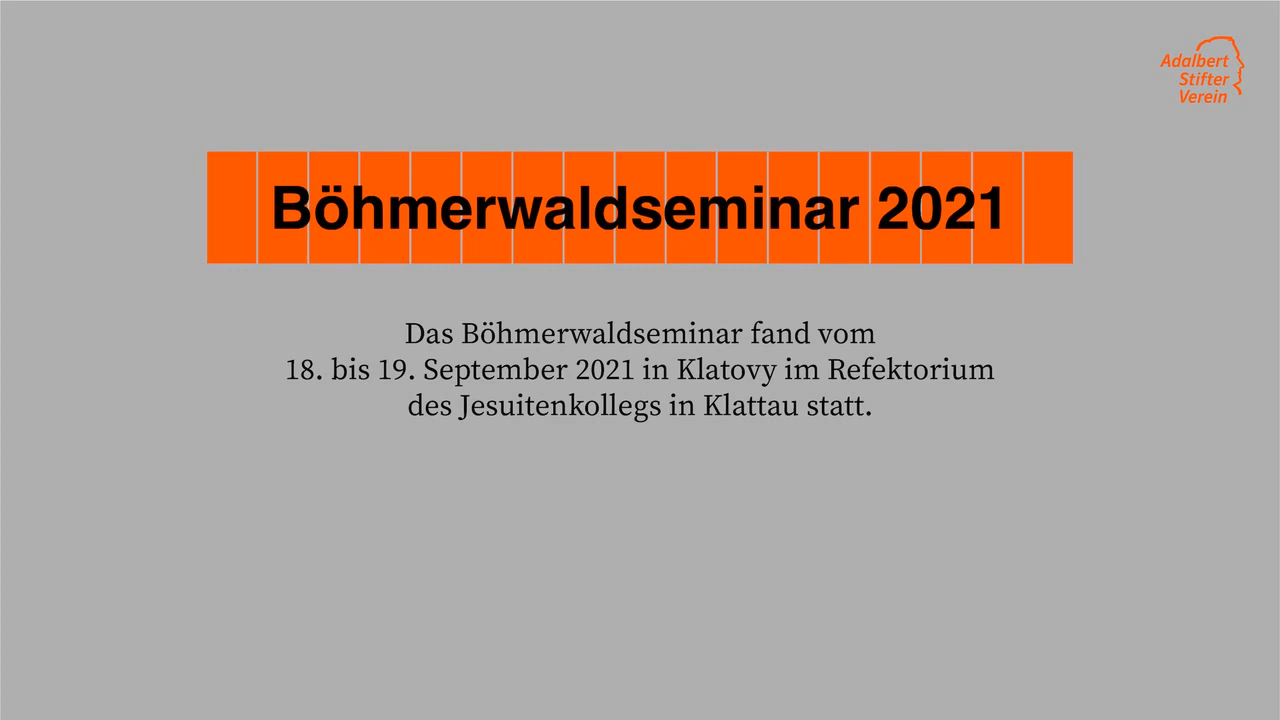 Adalbert
Stifter
Verein
Böhmerwaldseminar 2021
Das Böhmerwaldseminar fand vom
18. bis 19. September 2021 in Klatovy im Refektorium
des Jesuitenkollegs in Klattau statt.